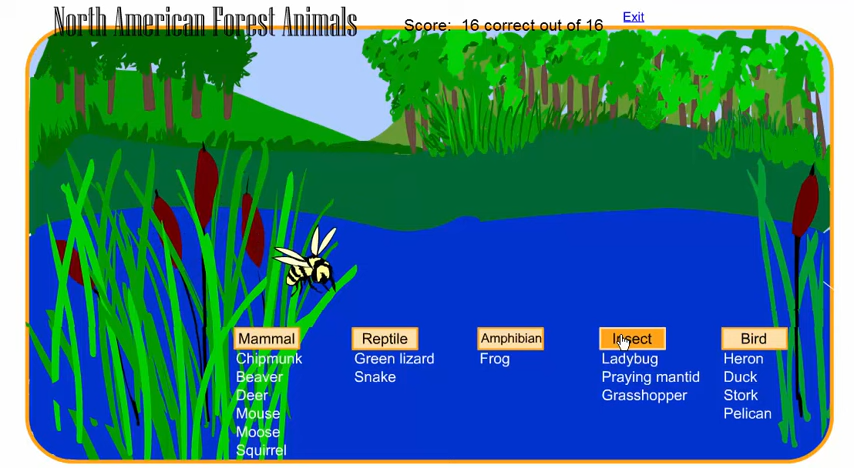 North American Forest Animals
Score: 16 correct out of 16
Exit
Mammal Reptile Amphibian Insect Bird
Chipmunk Green lizard Frog Ladybug Heron
Beaver Snake Praying mantid Duck
Deer Grasshopper Stork
Mouse Pelican
Moose
Squirrel